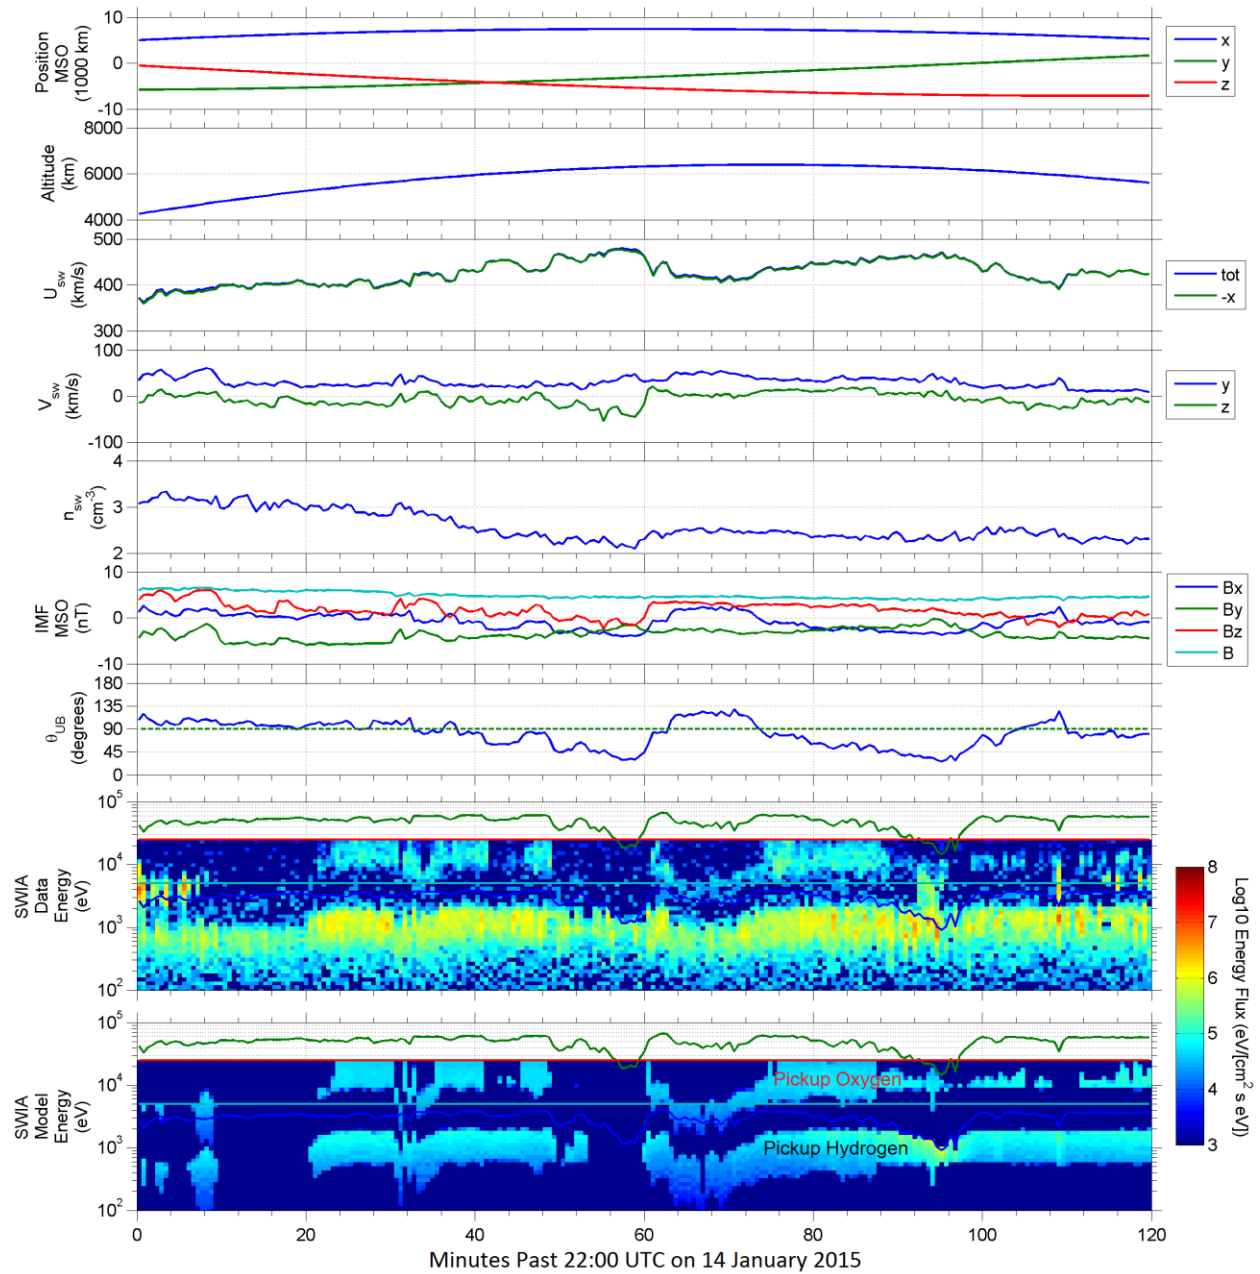 10
0
-10
Position
MSO
(1000 km)
x
y
z
8000
6000
4000
Altitude
(km)
500
400
300
U_sw
(km/s)
tot
-x
100
0
-100
V_sw
(km/s)
y
z
4
3
2
n_sw
(cm^-3)
10
0
-10
IMF
MSO
(nT)
Bx
By
Bz
B
180
135
90
45
0
θ_UB
(degrees)
10^5
10^4
10^3
10^2
SWIA
Data
Energy
(eV)
10^5
10^4
10^3
10^2
SWIA
Model
Energy
(eV)
Pickup Oxygen
Pickup Hydrogen
8
7
6
5
4
3
Log10 Energy Flux (eV/[cm^2 s eV])
0 20 40 60 80 100 120
Minutes Past 22:00 UTC on 14 January 2015